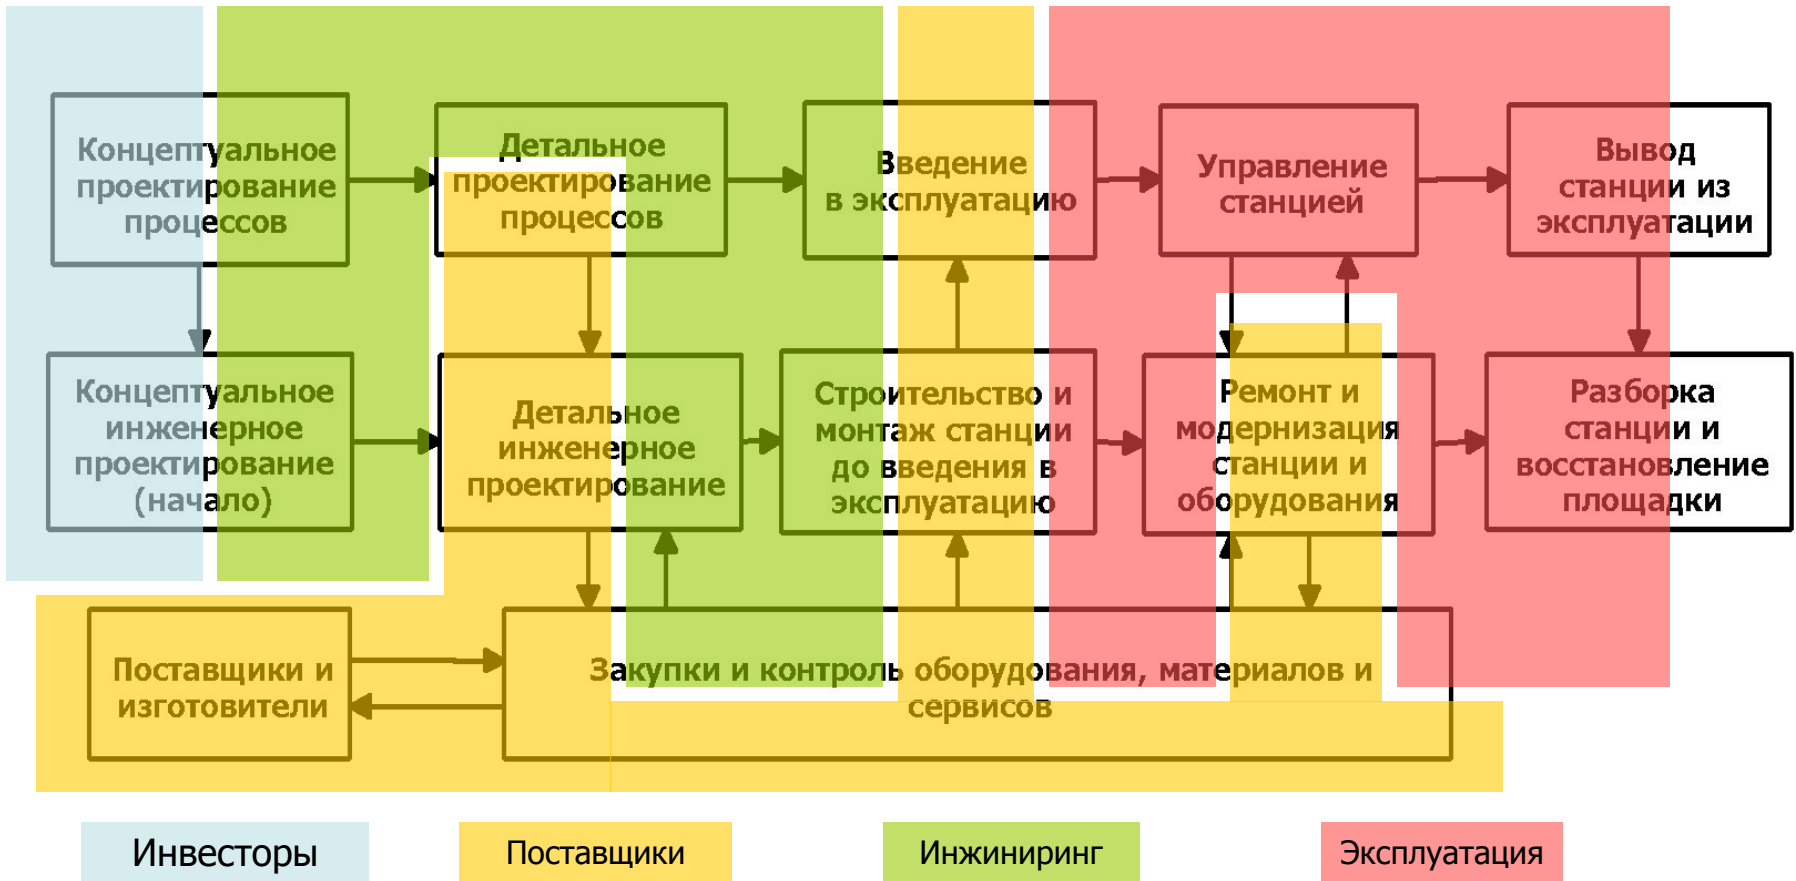 Концептуальное
проектирование
процессов
Детальное
проектирование
процессов
Введение
в эксплуатацию
Управление
станцией
Вывод
станции из
эксплуатации
Концептуальное
инженерное
проектирование
(начало)
Детальное
инженерное
проектирование
Строительство и
монтаж станции
до введения в
эксплуатацию
Ремонт и
модернизация
станции и
оборудования
Разборка
станции и
восстановление
площадки
Поставщики и
изготовители
Закупки и контроль оборудования, материалов и
сервисов
Инвесторы
Поставщики
Инжиниринг
Эксплуатация